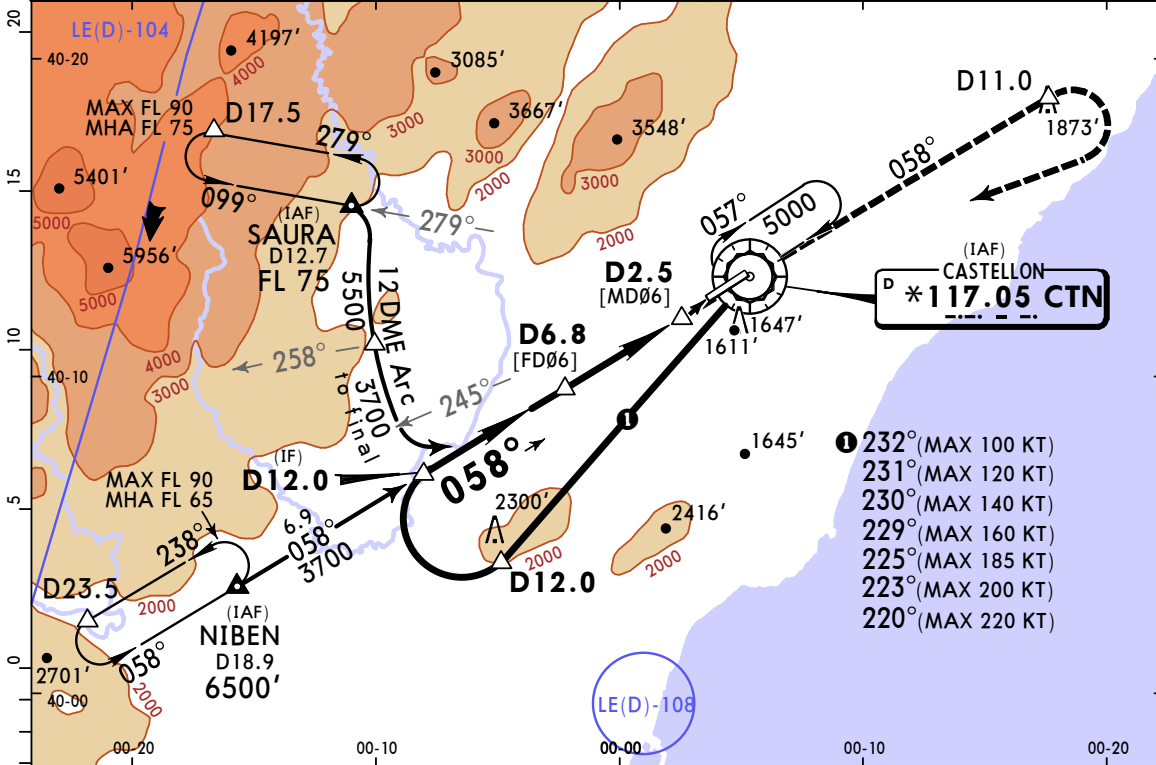 20
LE(D)-104
4197'
4000
40-20
3085'
D11.0
MAX FL 90
MHA FL 75
D17.5
3667'
3548'
1873'
3000
279°
3000
058°
5401'
15
2000
3000
099°
057°
5000
(IAF)
SAURA
D12.7
FL 75
279°
5000
2000
5956'
(IAF)
CASTELLON
D
*117.05 CTN
D2.5
[MDØ6]
5000
5500
12 DME Arc
to final
1647'
1611'
D6.8
[FDØ6]
10
4000
258°
40-10
3000
3700
245°
1
1645'
1 232°(MAX 100 KT)
231°(MAX 120 KT)
230°(MAX 140 KT)
229°(MAX 160 KT)
225°(MAX 185 KT)
223°(MAX 200 KT)
220°(MAX 220 KT)
(IF)
D12.0
058°
MAX FL 90
MHA FL 65
5
2300'
2416'
6.9
058°
3700
238°
2000
2000
D12.0
D23.5
2000
(IAF)
NIBEN
D18.9
6500'
058°
0
2701'
40-00
2000
LE(D)-108
00-20
00-10
00-00
00-10
00-20